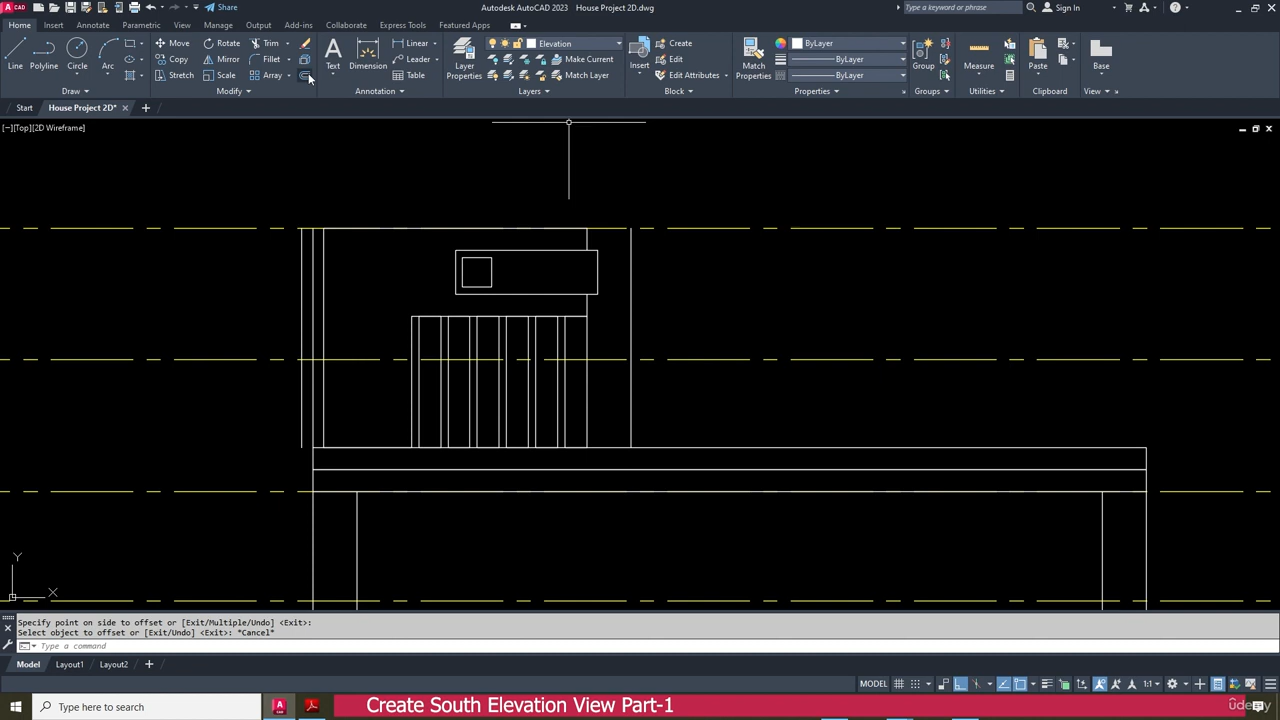 Share
Autodesk AutoCAD 2023 House Project 2D.dwg
Type a keyword or phrase
Sign In
Home Insert Annotate Parametric View Manage Output Add-ins Collaborate Express Tools Featured Apps
Line Polyline Circle Arc
Move Rotate Trim
Copy Mirror Fillet
Stretch Scale Array
Text Dimension
Linear
Leader
Table
Layer Properties
Elevation
Make Current
Match Layer
Insert
Create
Edit
Edit Attributes
Match Properties
ByLayer
ByLayer
ByLayer
Group
Measure
Paste
Base
Draw Modify Annotation Layers Block Properties Groups Utilities Clipboard View
Start House Project 2D*
[−][Top][2D Wireframe]
Y
X
Specify point on side to offset or [Exit/Multiple/Undo] <Exit>:
Select object to offset or [Exit/Undo] <Exit>: *Cancel*
Type a command
Model Layout1 Layout2
MODEL
1:1
Type here to search
Create South Elevation View Part-1
Udemy